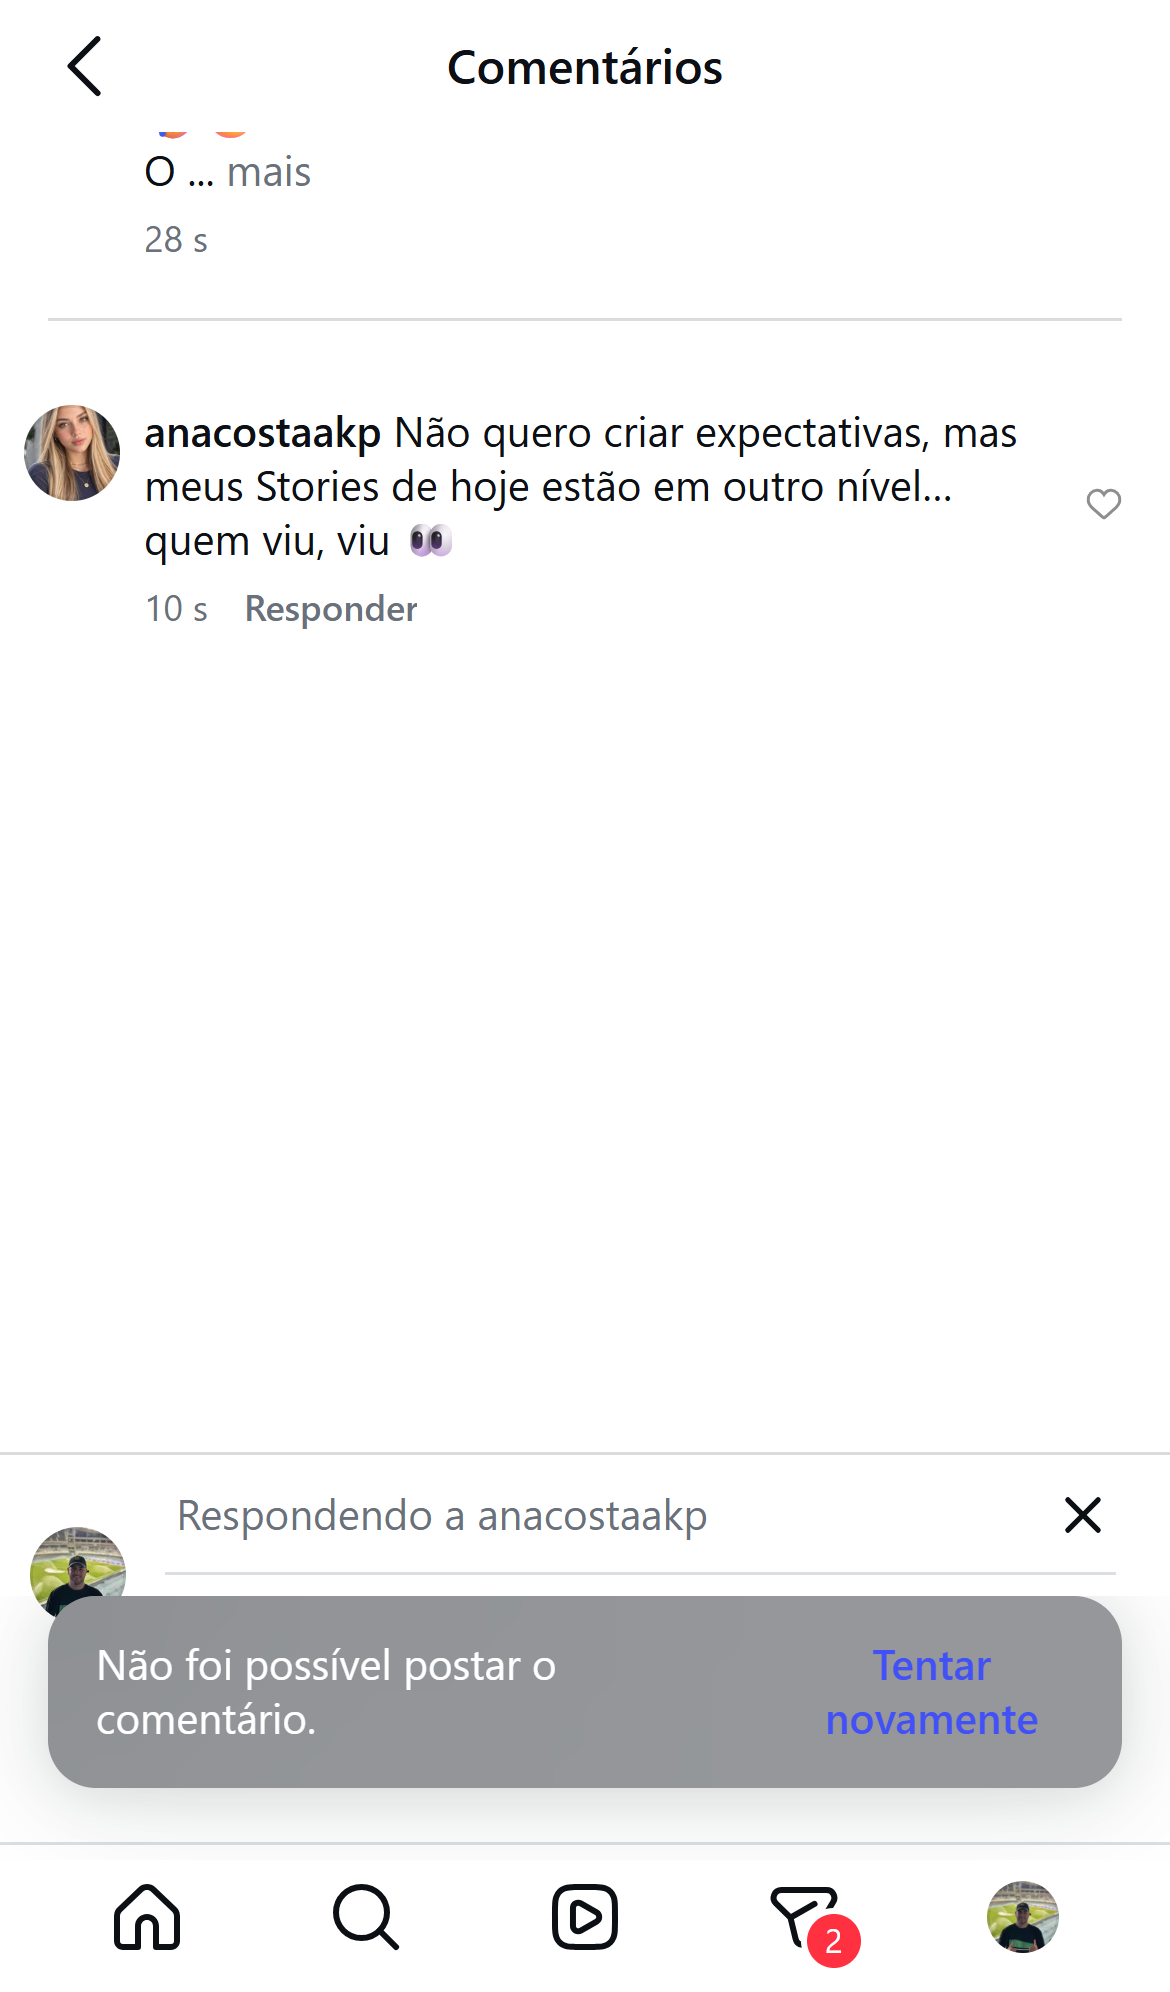 Comentários
O ... mais
28 s
anacostaakp Não quero criar expectativas, mas
meus Stories de hoje estão em outro nível...
quem viu, viu 👀
10 s Responder
Respondendo a anacostaakp
Não foi possível postar o
comentário.
Tentar
novamente
2